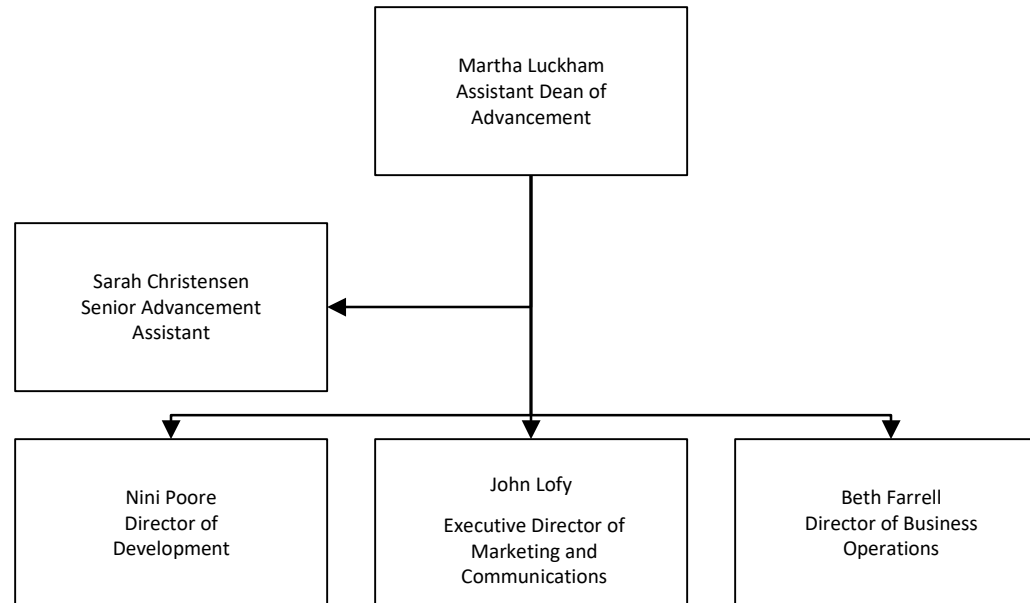 Martha Luckham
Assistant Dean of
Advancement
Sarah Christensen
Senior Advancement
Assistant
Nini Poore
Director of
Development
John Lofy
Executive Director of
Marketing and
Communications
Beth Farrell
Director of Business
Operations